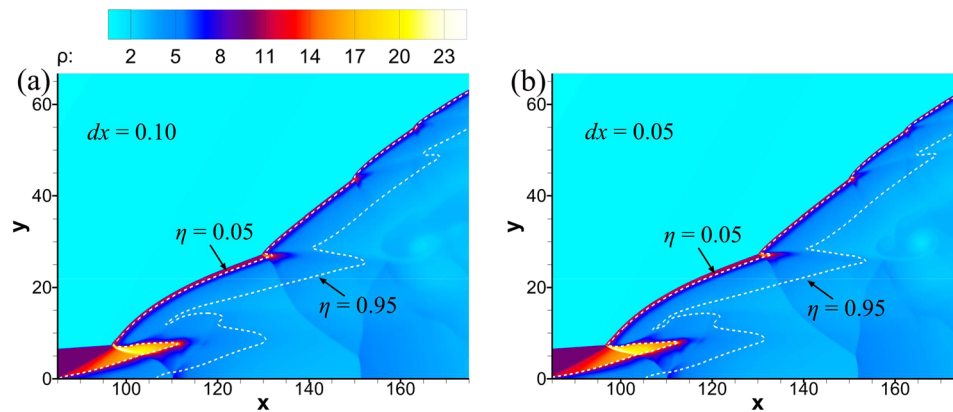 ρ: 2 5 8 11 14 17 20 23
(a) (b)
60 dx = 0.10 60 dx = 0.05
40 40
y η = 0.05 y η = 0.05
20 η = 0.95 20 η = 0.95
0 0
100 120 140 160 100 120 140 160
x x